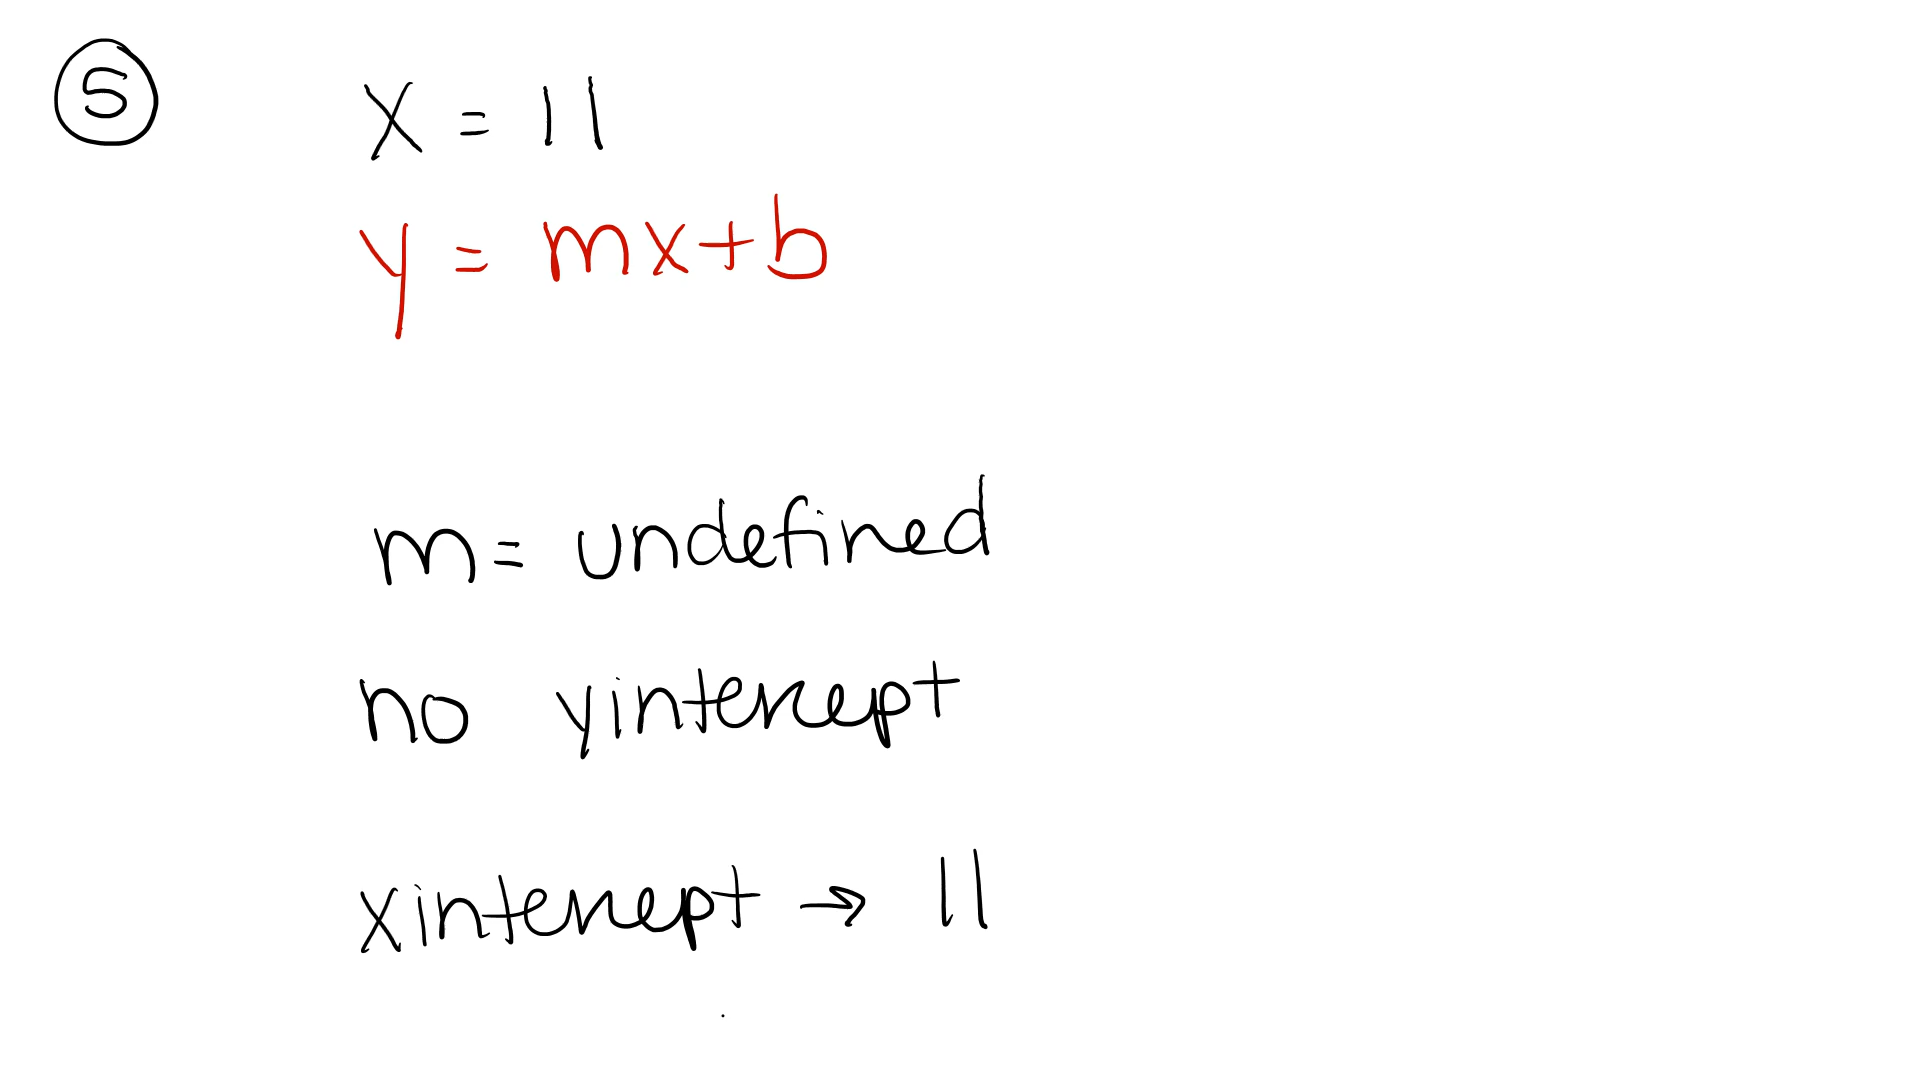 5
x = 11
y = mx+b
m = undefined
no yintercept
xintercept → 11